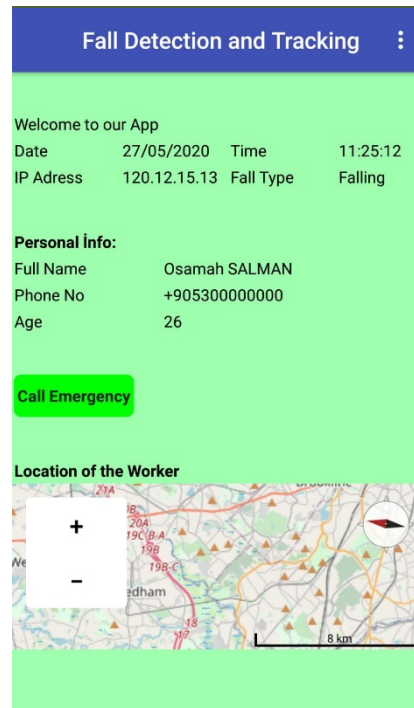 Fall Detection and Tracking
Welcome to our App
Date 27/05/2020 Time 11:25:12
IP Adress 120.12.15.13 Fall Type Falling
Personal İnfo:
Full Name Osamah SALMAN
Phone No +905300000000
Age 26
Call Emergency
Location of the Worker
21A
20A
19C B-A
19B
19B-C
18
17
+
−
8 km